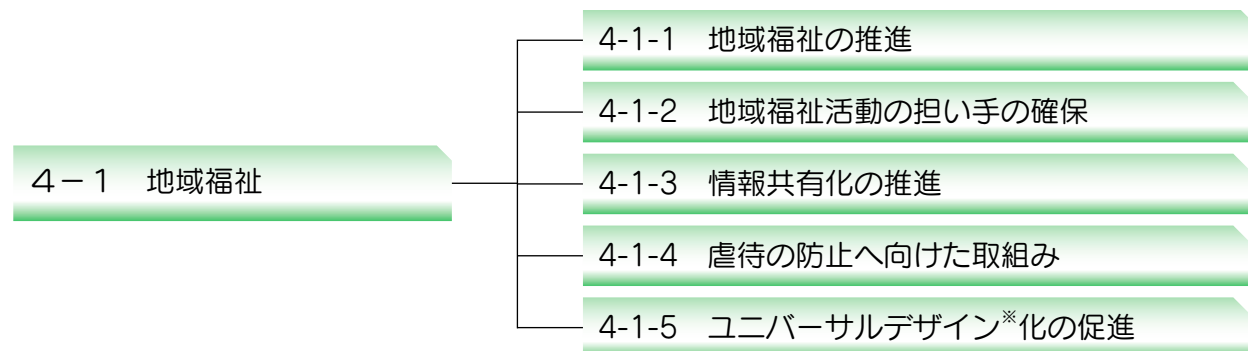 4-1-1 地域福祉の推進
4-1-2 地域福祉活動の担い手の確保
4－1 地域福祉
4-1-3 情報共有化の推進
4-1-4 虐待の防止へ向けた取組み
4-1-5 ユニバーサルデザイン※化の促進